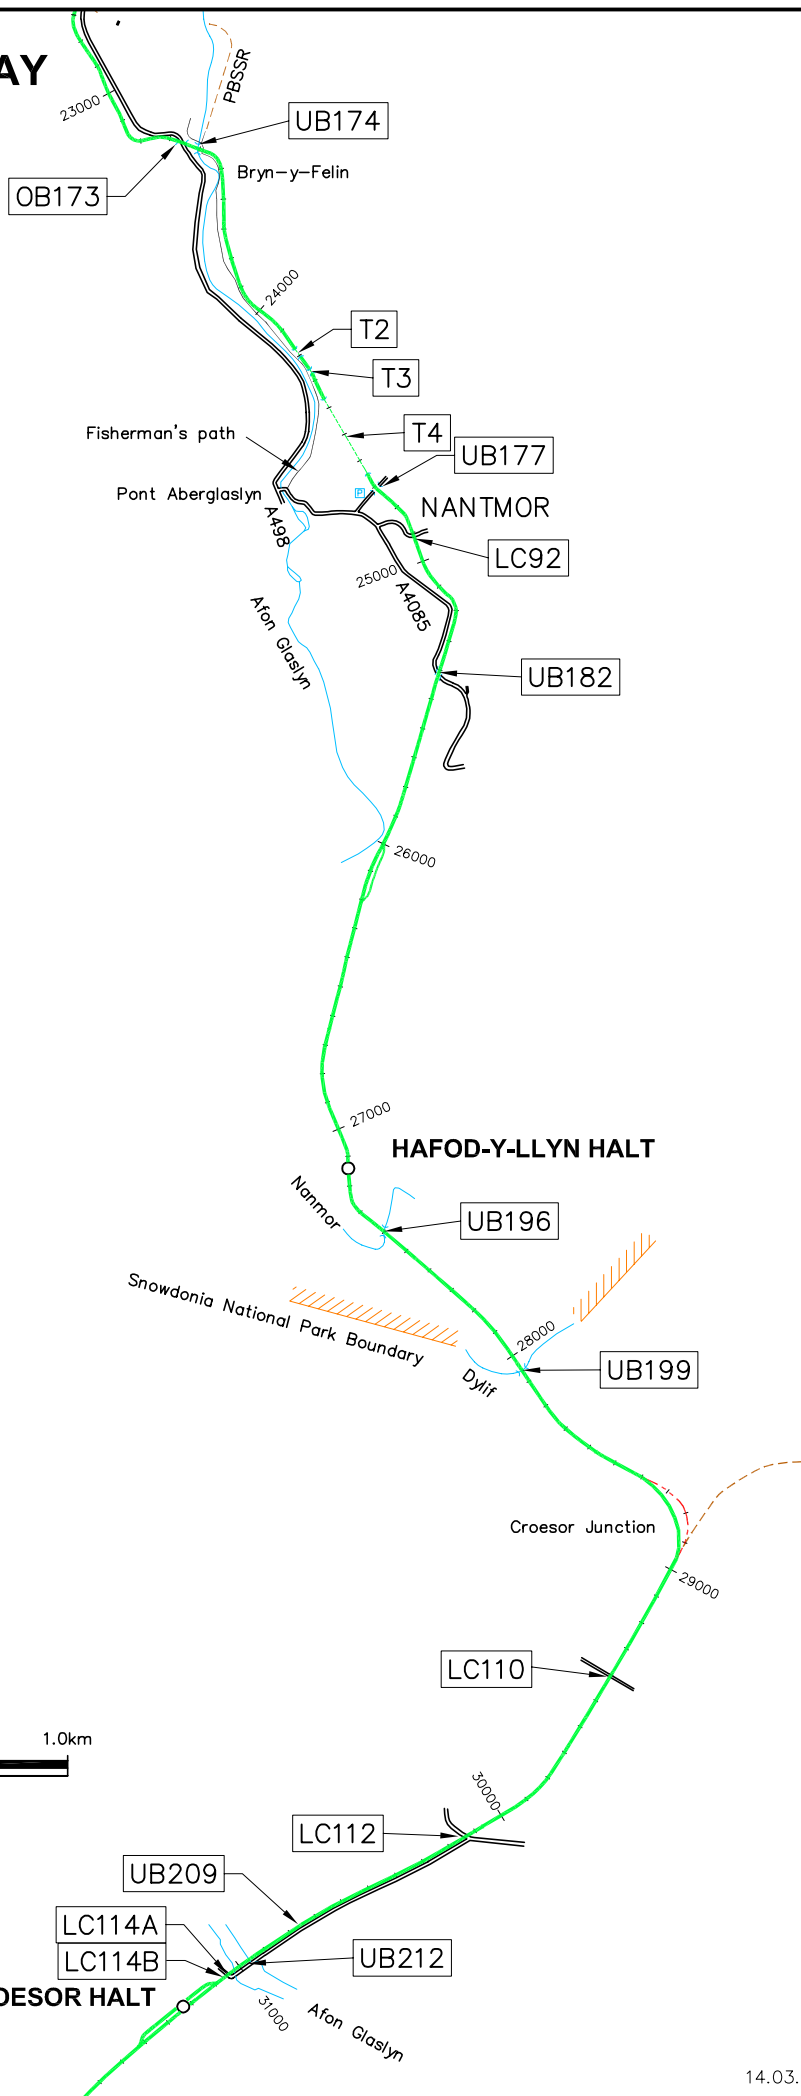 AY
PBSSR
23000
UB174
OB173
Bryn-y-Felin
24000
T2
T3
Fisherman's path
T4
UB177
Pont Aberglaslyn
P
NANTMOR
A498
LC92
25000
A4085
Afon Glaslyn
UB182
26000
27000
HAFOD-Y-LLYN HALT
Nanmor
UB196
Snowdonia National Park Boundary
28000
UB199
Dylif
Croesor Junction
29000
LC110
1.0km
30000
LC112
UB209
LC114A
LC114B
UB212
OESOR HALT
31000
Afon Glaslyn
14.03.